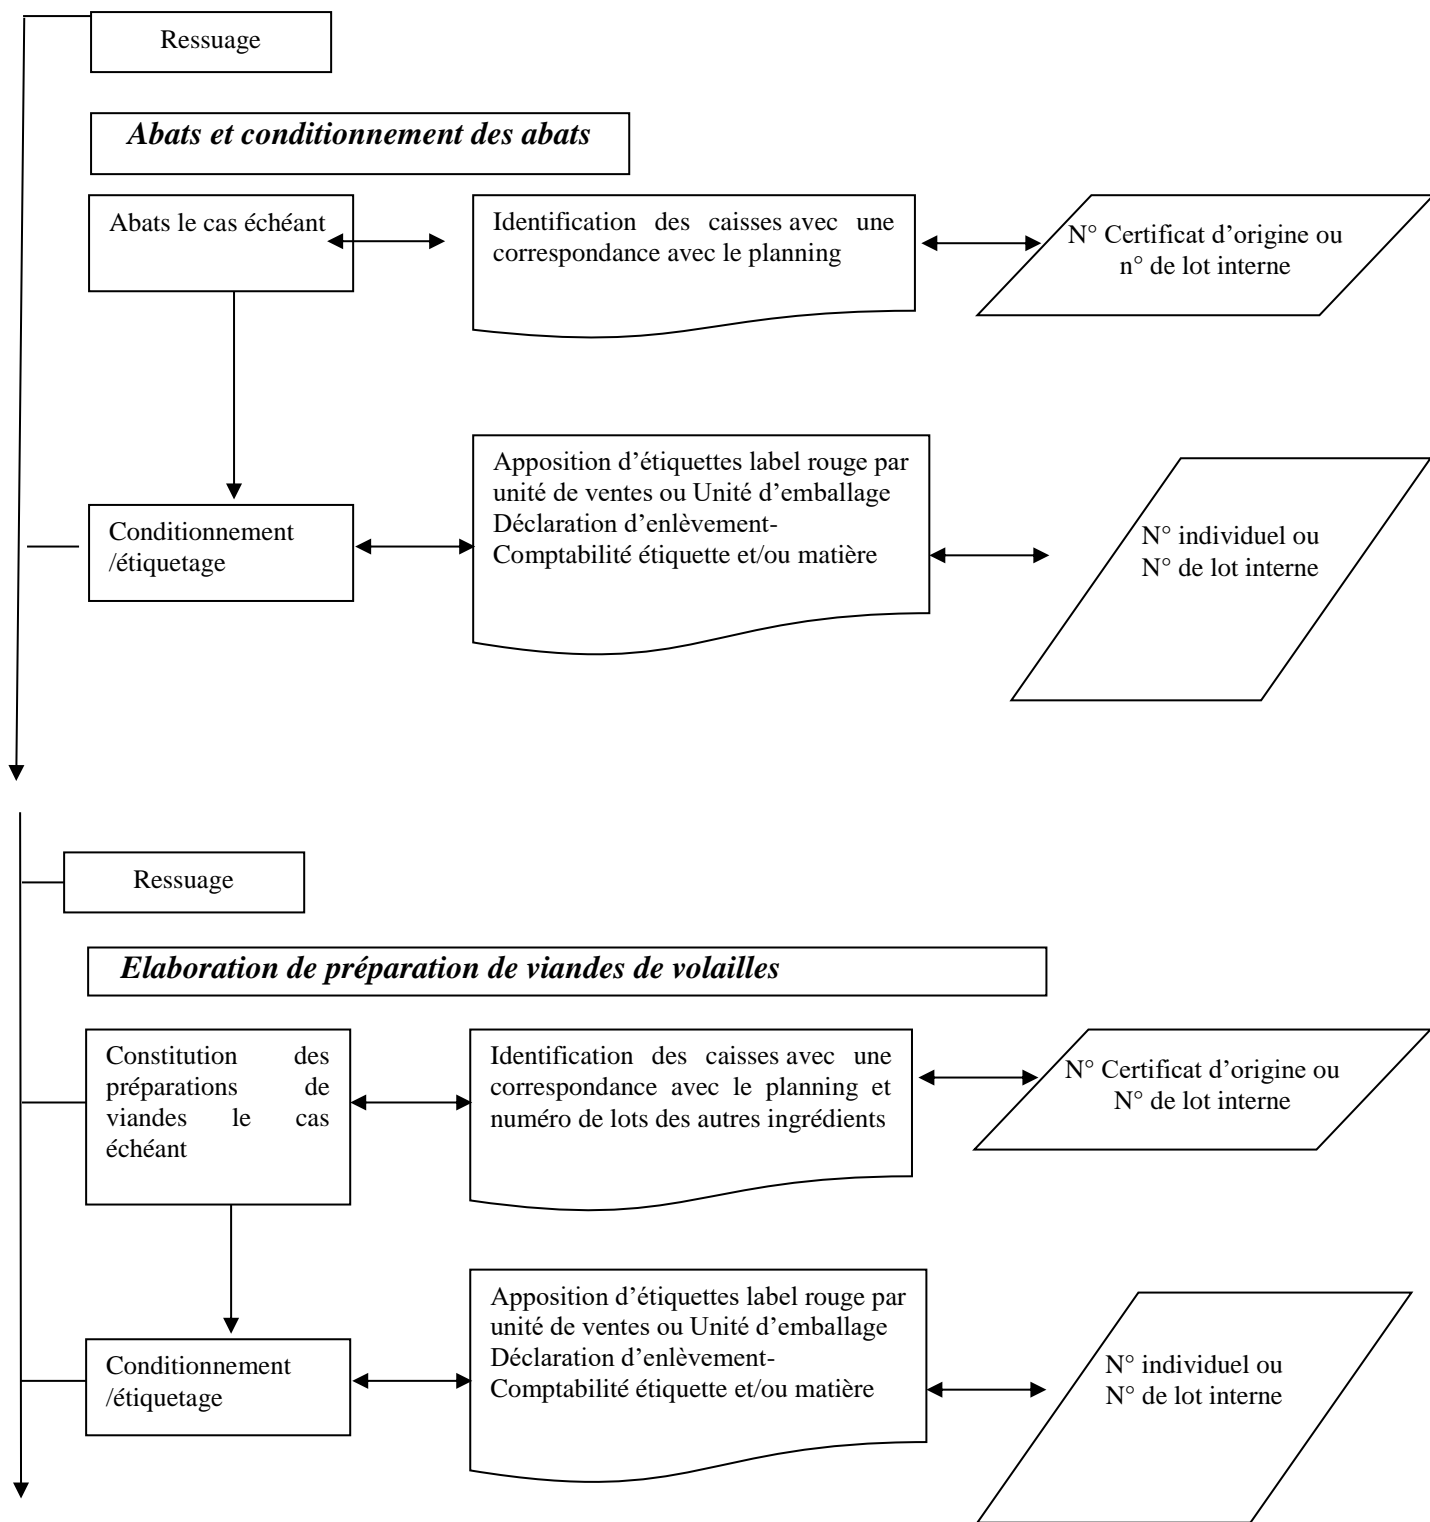 Ressuage
Abats et conditionnement des abats
Abats le cas échéant
Identification des caisses avec une
correspondance avec le planning
N° Certificat d’origine ou
n° de lot interne
Conditionnement
/étiquetage
Apposition d’étiquettes label rouge par
unité de ventes ou Unité d’emballage
Déclaration d’enlèvement-
Comptabilité étiquette et/ou matière
N° individuel ou
N° de lot interne
Ressuage
Elaboration de préparation de viandes de volailles
Constitution des
préparations de
viandes le cas
échéant
Identification des caisses avec une
correspondance avec le planning et
numéro de lots des autres ingrédients
N° Certificat d’origine ou
N° de lot interne
Conditionnement
/étiquetage
Apposition d’étiquettes label rouge par
unité de ventes ou Unité d’emballage
Déclaration d’enlèvement-
Comptabilité étiquette et/ou matière
N° individuel ou
N° de lot interne